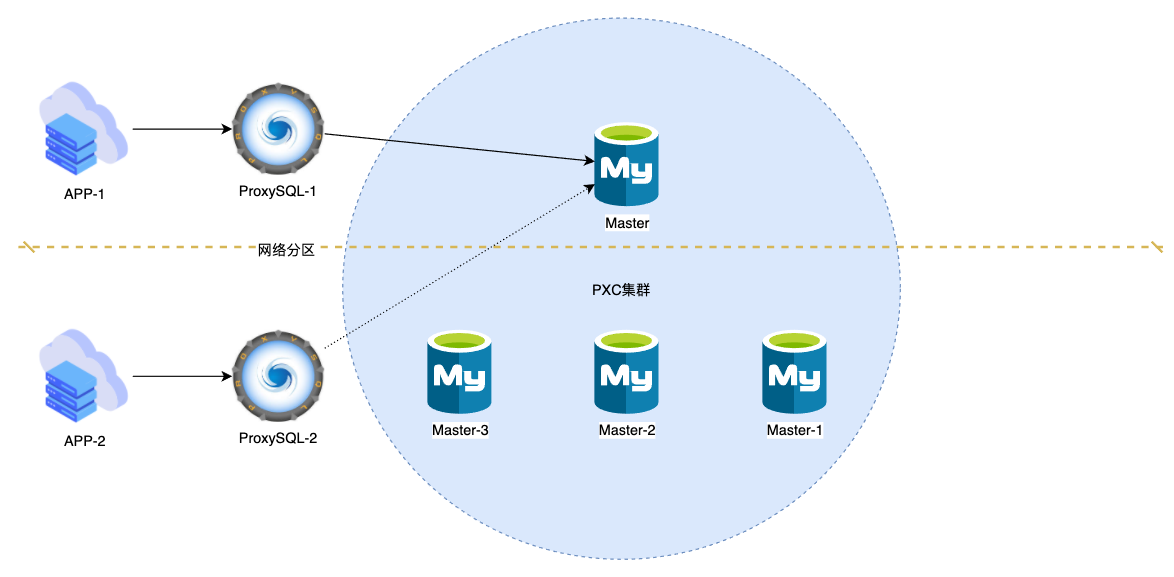 APP-1
ProxySQL-1
My
Master
网络分区
PXC集群
APP-2
ProxySQL-2
My
Master-3
My
Master-2
My
Master-1